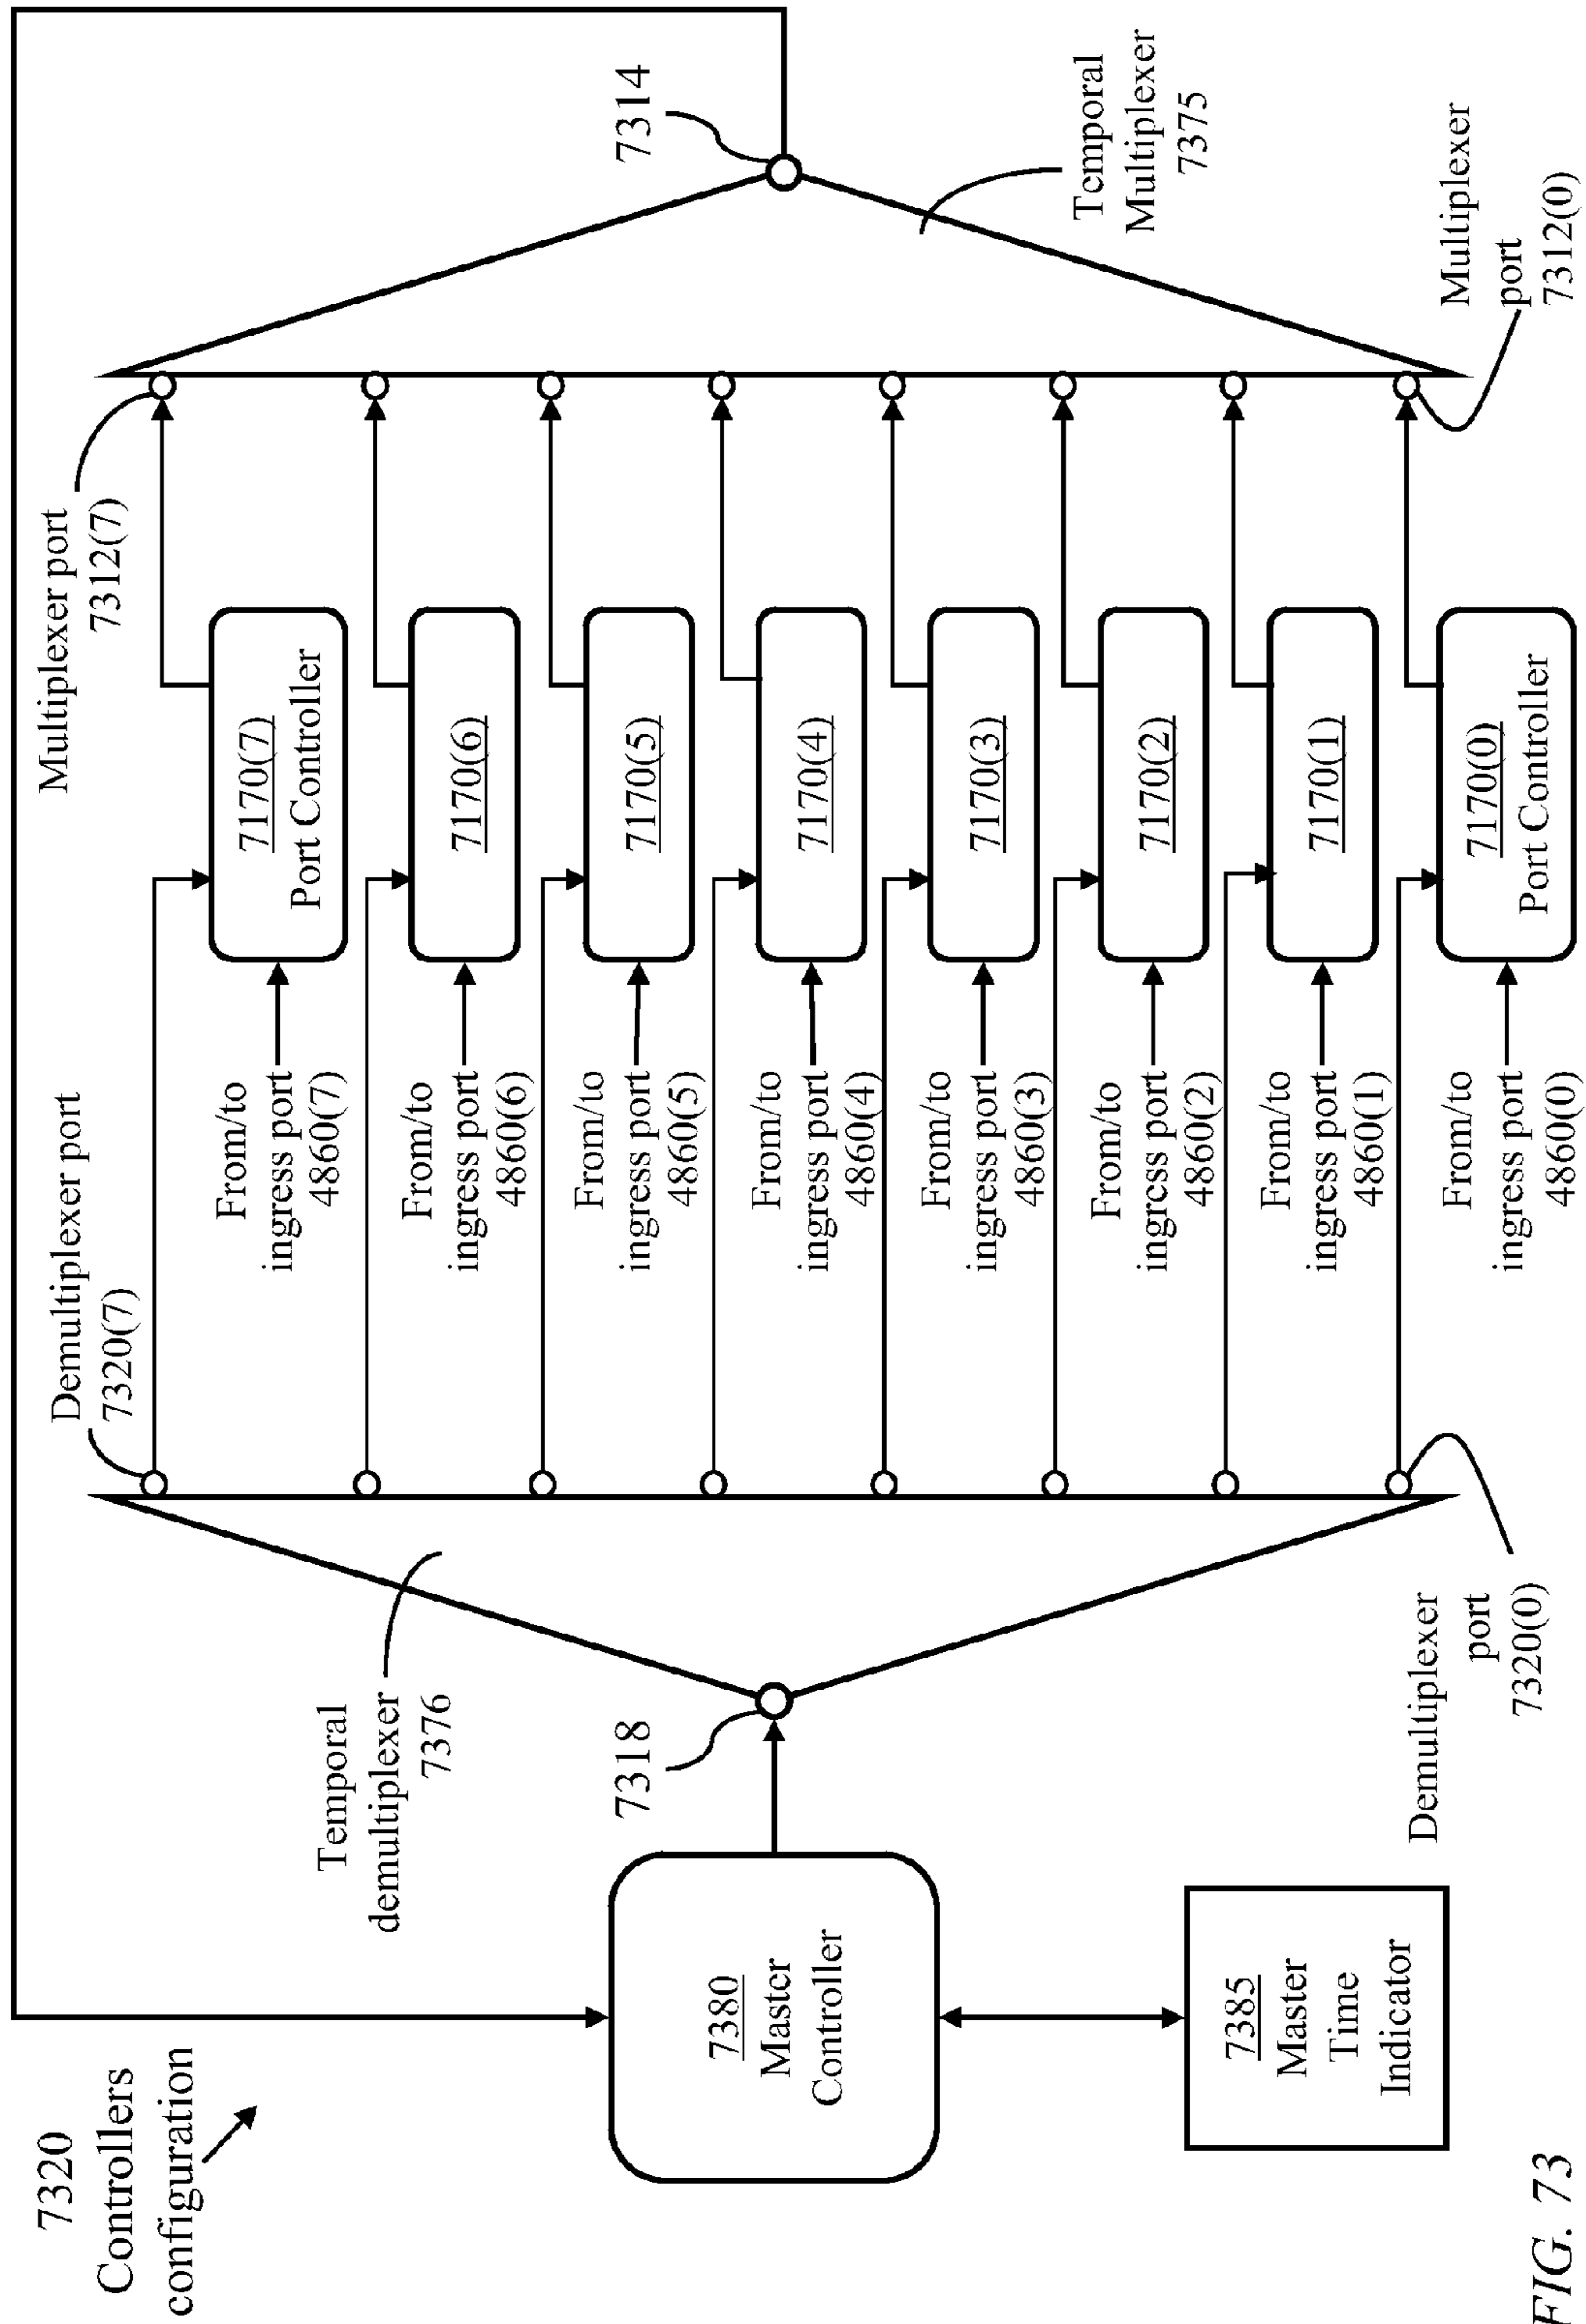 7320
Controllers
configuration
Temporal
demultiplexer
7376
Demultiplexer port
7320(7)
Multiplexer port
7312(7)
7318
7314
7380
Master
Controller
7385
Master
Time
Indicator
Demultiplexer
port
7320(0)
From/to
ingress port
4860(7)
7170(7)
Port Controller
From/to
ingress port
4860(6)
7170(6)
From/to
ingress port
4860(5)
7170(5)
From/to
ingress port
4860(4)
7170(4)
From/to
ingress port
4860(3)
7170(3)
From/to
ingress port
4860(2)
7170(2)
From/to
ingress port
4860(1)
7170(1)
From/to
ingress port
4860(0)
7170(0)
Port Controller
Temporal
Multiplexer
7375
Multiplexer
port
7312(0)
FIG. 73